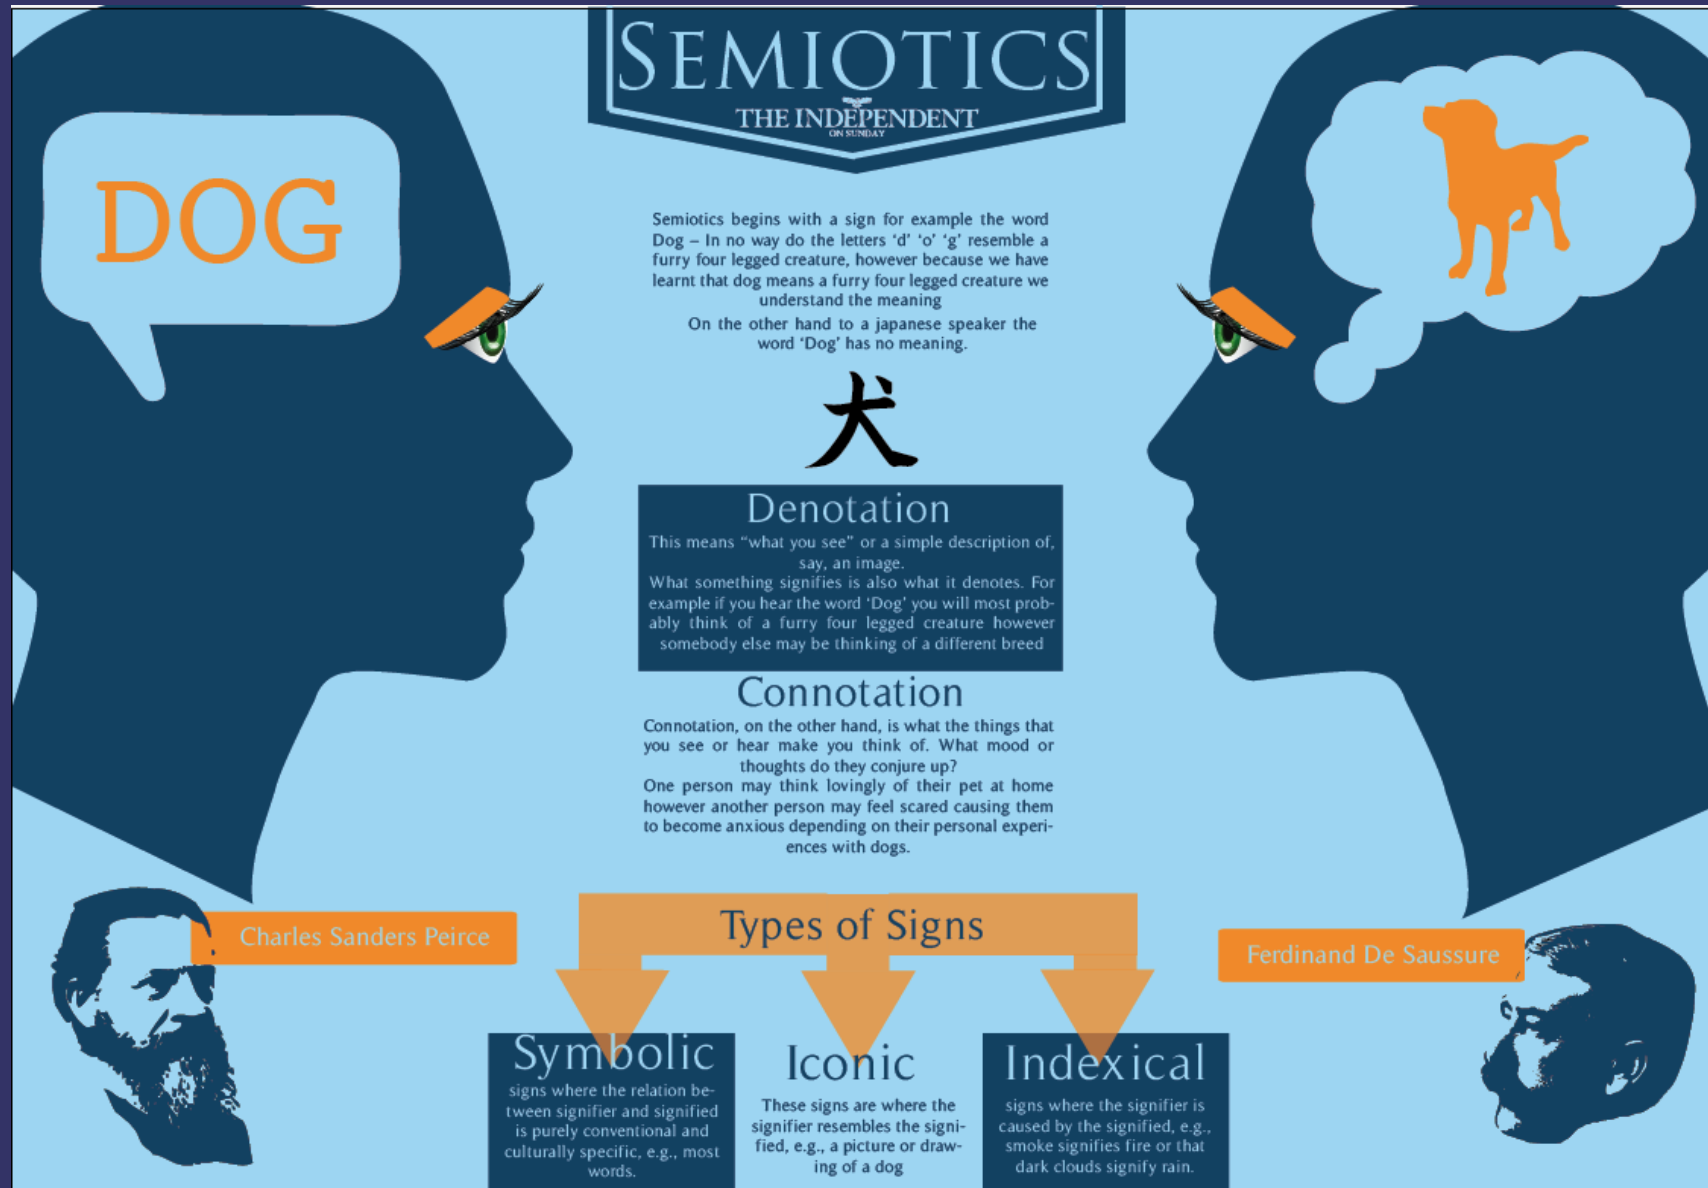 SEMIOTICS
THE INDEPENDENT
ON SUNDAY
DOG
Semiotics begins with a sign for example the word
Dog – In no way do the letters ‘d’ ‘o’ ‘g’ resemble a
furry four legged creature, however because we have
learnt that dog means a furry four legged creature we
understand the meaning
On the other hand to a japanese speaker the
word ‘Dog’ has no meaning.
犬
Denotation
This means “what you see” or a simple description of,
say, an image.
What something signifies is also what it denotes. For
example if you hear the word ‘Dog’ you will most prob-
ably think of a furry four legged creature however
somebody else may be thinking of a different breed
Connotation
Connotation, on the other hand, is what the things that
you see or hear make you think of. What mood or
thoughts do they conjure up?
One person may think lovingly of their pet at home
however another person may feel scared causing them
to become anxious depending on their personal experi-
ences with dogs.
Charles Sanders Peirce
Types of Signs
Ferdinand De Saussure
Symbolic
signs where the relation be-
tween signifier and signified
is purely conventional and
culturally specific, e.g., most
words.
Iconic
These signs are where the
signifier resembles the signi-
fied, e.g., a picture or draw-
ing of a dog
Indexical
signs where the signifier is
caused by the signified, e.g.,
smoke signifies fire or that
dark clouds signify rain.